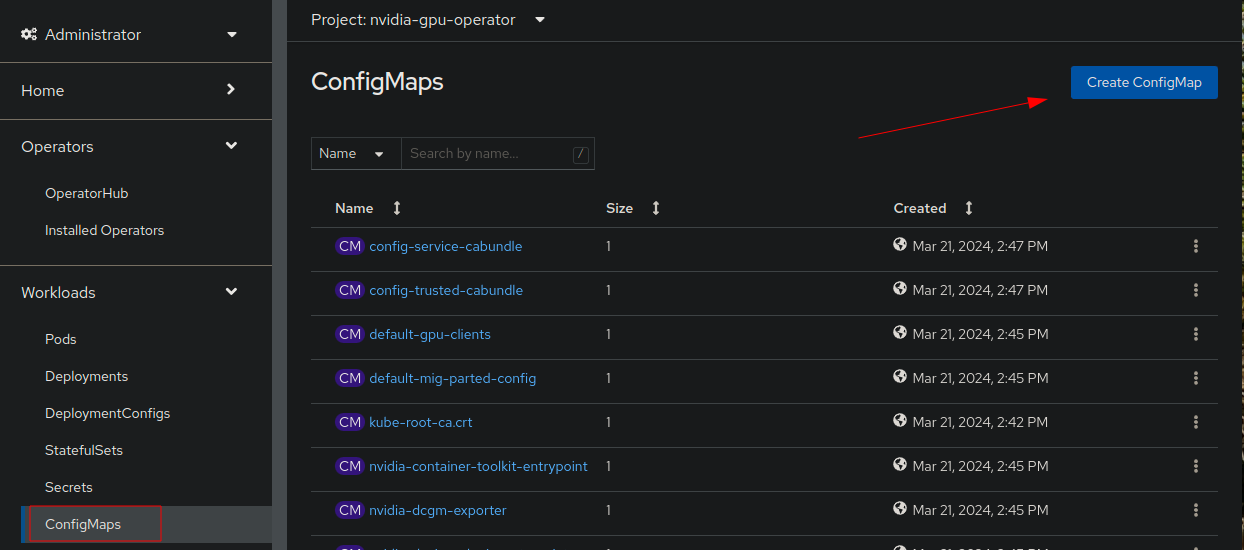 Administrator
Home
Operators
OperatorHub
Installed Operators
Workloads
Pods
Deployments
DeploymentConfigs
StatefulSets
Secrets
ConfigMaps
Project: nvidia-gpu-operator
ConfigMaps
Create ConfigMap
Name Search by name... /
Name Size Created
CM config-service-cabundle 1 Mar 21, 2024, 2:47 PM
CM config-trusted-cabundle 1 Mar 21, 2024, 2:47 PM
CM default-gpu-clients 1 Mar 21, 2024, 2:45 PM
CM default-mig-parted-config 1 Mar 21, 2024, 2:45 PM
CM kube-root-ca.crt 1 Mar 21, 2024, 2:42 PM
CM nvidia-container-toolkit-entrypoint 1 Mar 21, 2024, 2:45 PM
CM nvidia-dcgm-exporter 1 Mar 21, 2024, 2:45 PM